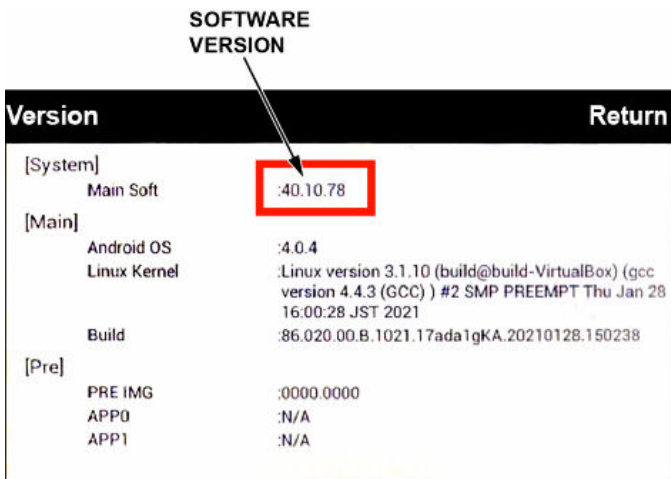 SOFTWARE
VERSION
Version Return
[System]
Main Soft :40.10.78
[Main]
Android OS :4.0.4
Linux Kernel :Linux version 3.1.10 (build@build-VirtualBox) (gcc
version 4.4.3 (GCC) ) #2 SMP PREEMPT Thu Jan 28
16:00:28 JST 2021
Build :86.020.00.B.1021.17ada1gKA.20210128.150238
[Pre]
PRE IMG :0000.0000
APP0 :N/A
APP1 :N/A